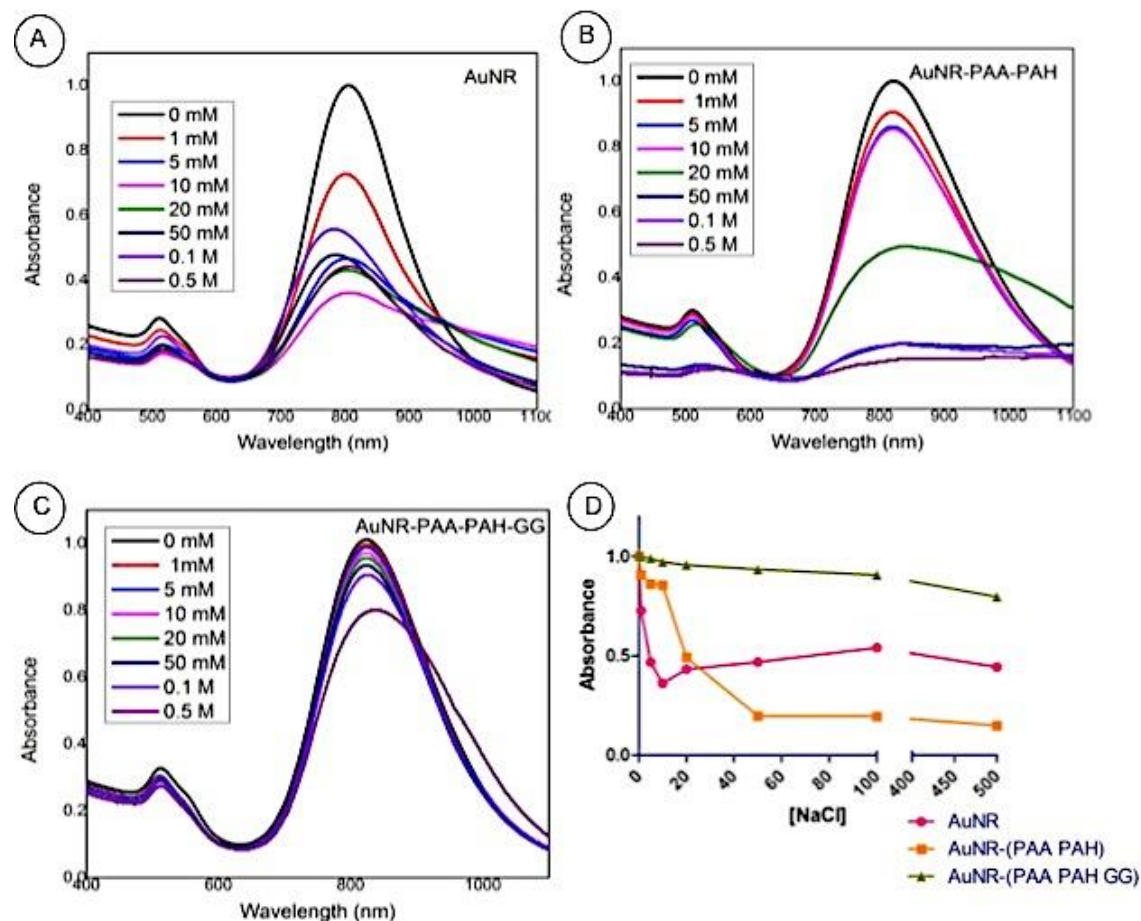 A
AuNR
0 mM
1 mM
5 mM
10 mM
20 mM
50 mM
0.1 M
0.5 M
Absorbance
1.0
0.8
0.6
0.4
0.2
0.0
400 500 600 700 800 900 1000 1100
Wavelength (nm)
B
AuNR-PAA-PAH
0 mM
1mM
5 mM
10 mM
20 mM
50 mM
0.1 M
0.5 M
Absorbance
1.0
0.8
0.6
0.4
0.2
0.0
400 500 600 700 800 900 1000 1100
Wavelength (nm)
C
AuNR-PAA-PAH-GG
0 mM
1mM
5 mM
10 mM
20 mM
50 mM
0.1 M
0.5 M
Absorbance
1.0
0.8
0.6
0.4
0.2
0.0
400 600 800 1000
Wavelength (nm)
D
Absorbance
1.0
0.5
0.0
0 20 40 60 80 100 400 450 500
[NaCl]
AuNR
AuNR-(PAA PAH)
AuNR-(PAA PAH GG)